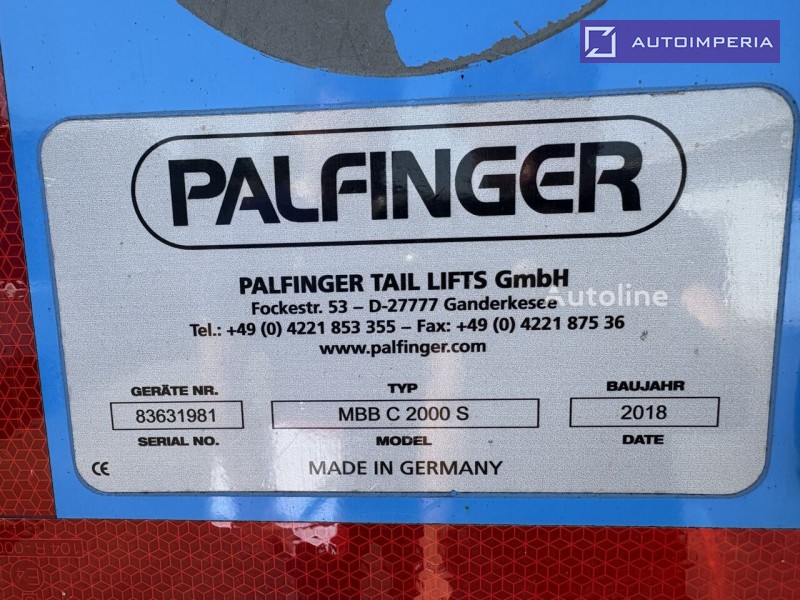 AUTOIMPERIA
PALFINGER
PALFINGER TAIL LIFTS GmbH
Fockestr. 53 – D-27777 Ganderkesee
Autoline
Tel.: +49 (0) 4221 853 355 – Fax: +49 (0) 4221 875 36
www.palfinger.com
GERÄTE NR. TYP BAUJAHR
83631981 MBB C 2000 S 2018
SERIAL NO. MODEL DATE
CE MADE IN GERMANY